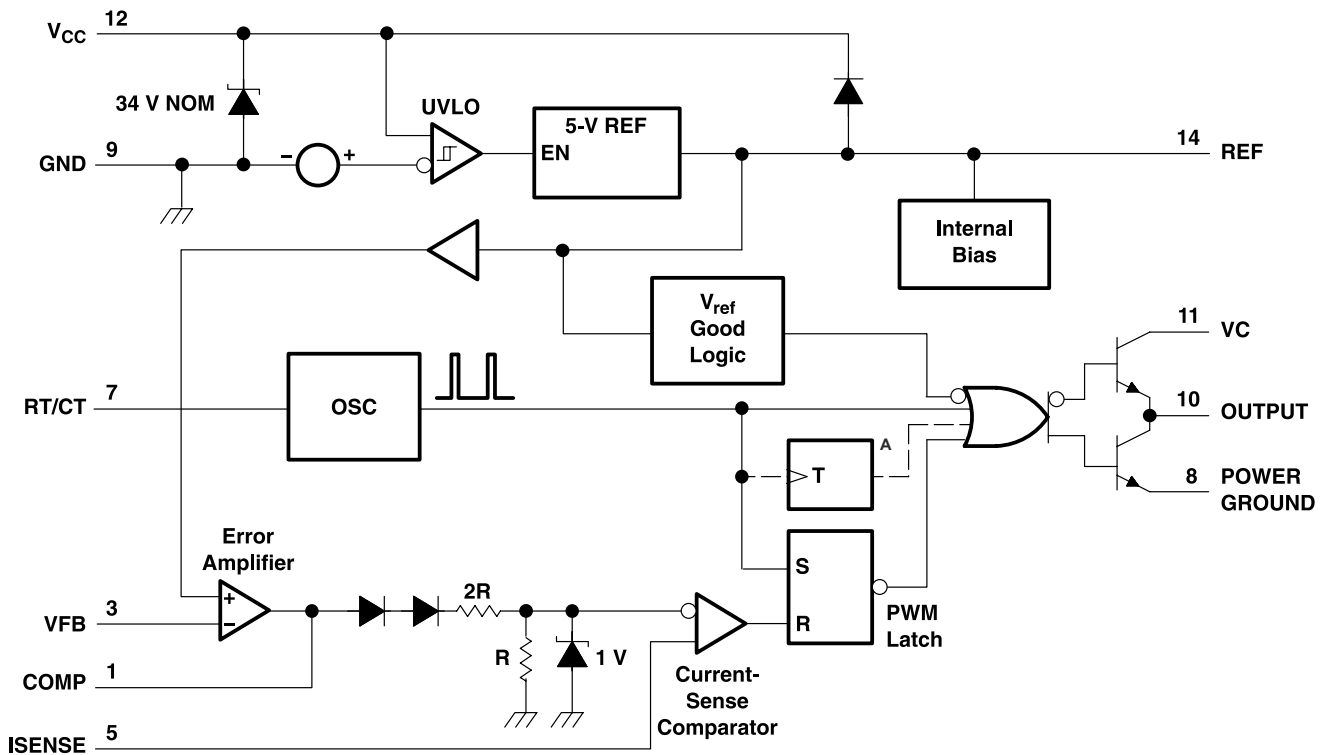 VCC 12
34 V NOM
UVLO
5-V REF
EN
GND 9
- +
14 REF
Internal
Bias
Vref
Good
Logic
11 VC
RT/CT 7
OSC
10 OUTPUT
T
A
8 POWER
GROUND
Error
Amplifier
+
−
VFB 3
2R
S
R
PWM
Latch
COMP 1
R
1 V
Current-
Sense
Comparator
ISENSE 5